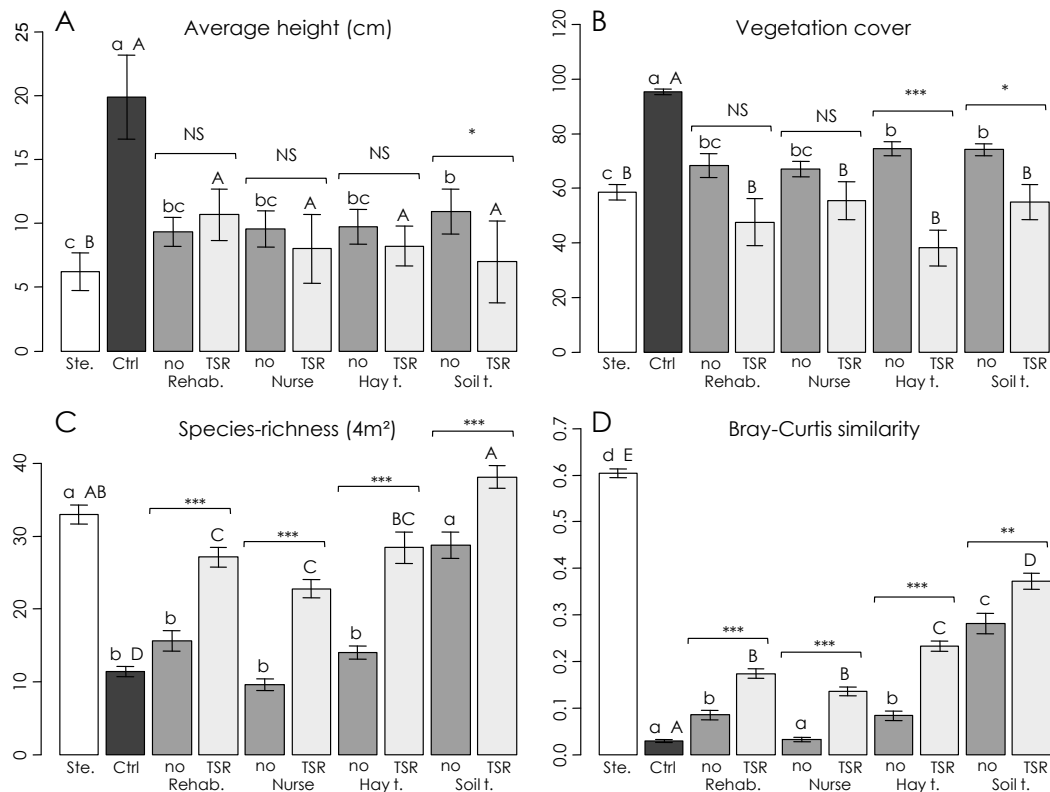 A
Average height (cm)
25
20
15
10
5
0
a A
c B
bc
A
NS
bc
A
NS
bc
A
NS
b
A
*
Ste. Ctrl no TSR no TSR no TSR no TSR
Rehab. Nurse Hay t. Soil t.
B
Vegetation cover
120
100
80
60
40
20
0
a A
c B
bc
B
NS
bc
B
NS
b
B
***
b
B
*
Ste. Ctrl no TSR no TSR no TSR no TSR
Rehab. Nurse Hay t. Soil t.
C
Species-richness (4m²)
40
30
20
10
0
a AB
b D
b
C
***
b
C
***
b
BC
***
a
A
***
Ste. Ctrl no TSR no TSR no TSR no TSR
Rehab. Nurse Hay t. Soil t.
D
Bray-Curtis similarity
0.7
0.6
0.5
0.4
0.3
0.2
0.1
0.0
d E
a A
b
B
***
a
B
***
b
C
***
c
D
**
Ste. Ctrl no TSR no TSR no TSR no TSR
Rehab. Nurse Hay t. Soil t.